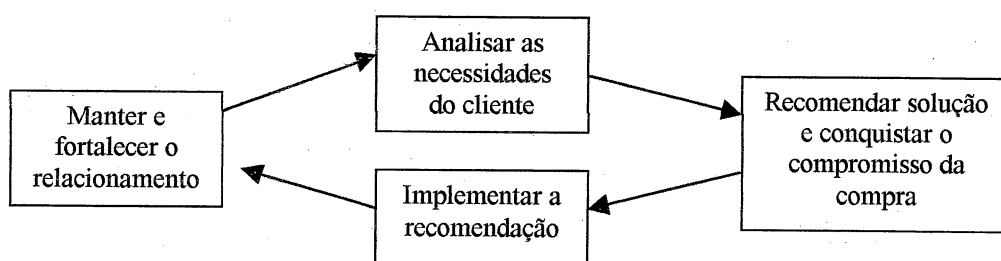 Analisar as
necessidades
do cliente
Manter e
fortalecer o
relacionamento
Recomendar solução
e conquistar o
compromisso da
compra
Implementar a
recomendação